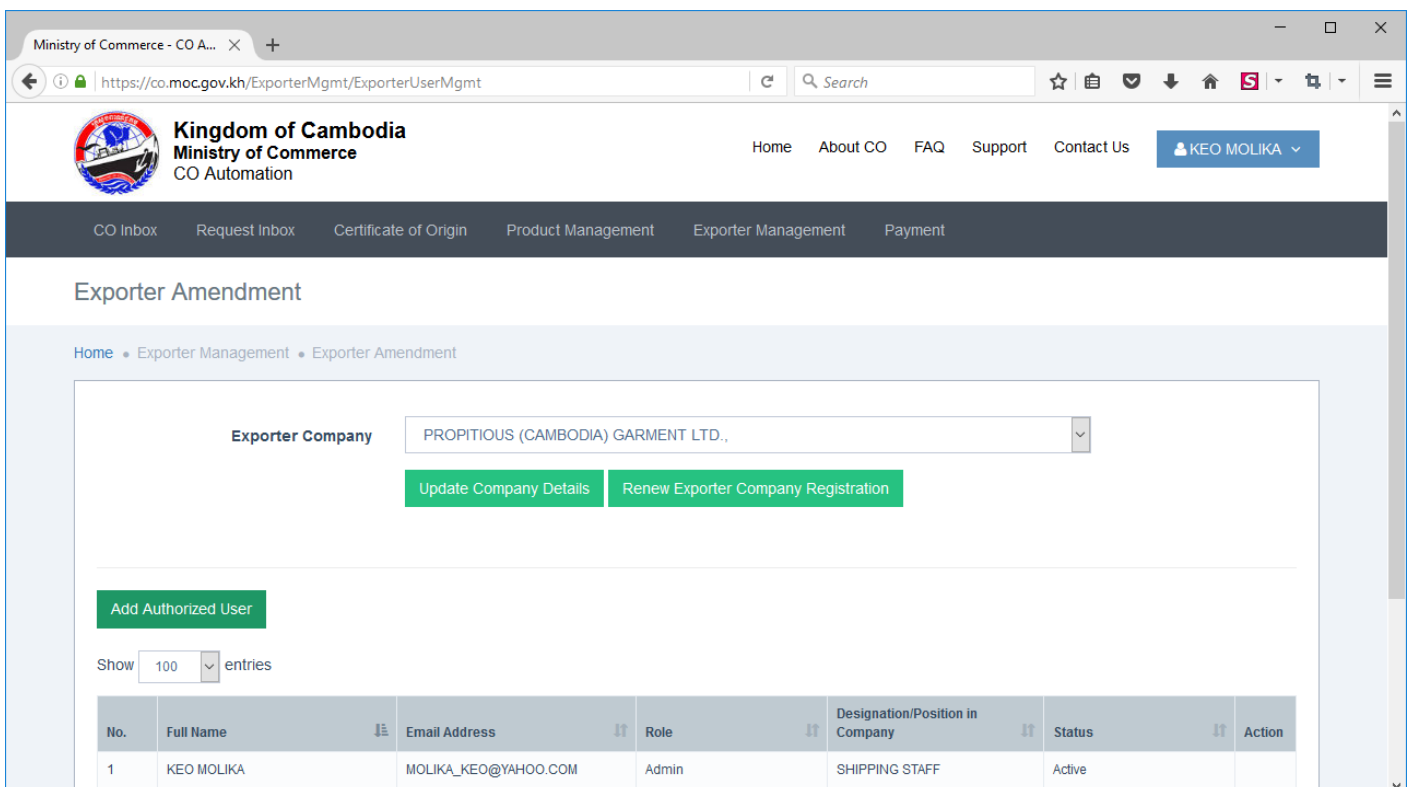 Ministry of Commerce - CO A...
https://co.moc.gov.kh/ExporterMgmt/ExporterUserMgmt
Search
Kingdom of Cambodia
Ministry of Commerce
CO Automation
Home About CO FAQ Support Contact Us KEO MOLIKA
CO Inbox Request Inbox Certificate of Origin Product Management Exporter Management Payment
Exporter Amendment
Home • Exporter Management • Exporter Amendment
Exporter Company PROPITIOUS (CAMBODIA) GARMENT LTD.,
Update Company Details Renew Exporter Company Registration
Add Authorized User
Show 100 entries
No. Full Name Email Address Role Designation/Position in Company Status Action
1 KEO MOLIKA MOLIKA_KEO@YAHOO.COM Admin SHIPPING STAFF Active